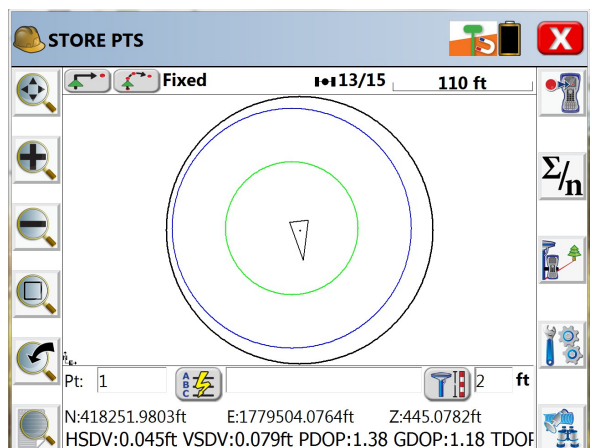 STORE PTS
Fixed 13/15 110 ft
Σ/n
Pt: 1 A B C 2 ft
N:418251.9803ft E:1779504.0764ft Z:445.0782ft
HSDV:0.045ft VSDV:0.079ft PDOP:1.38 GDOP:1.18 TDOF